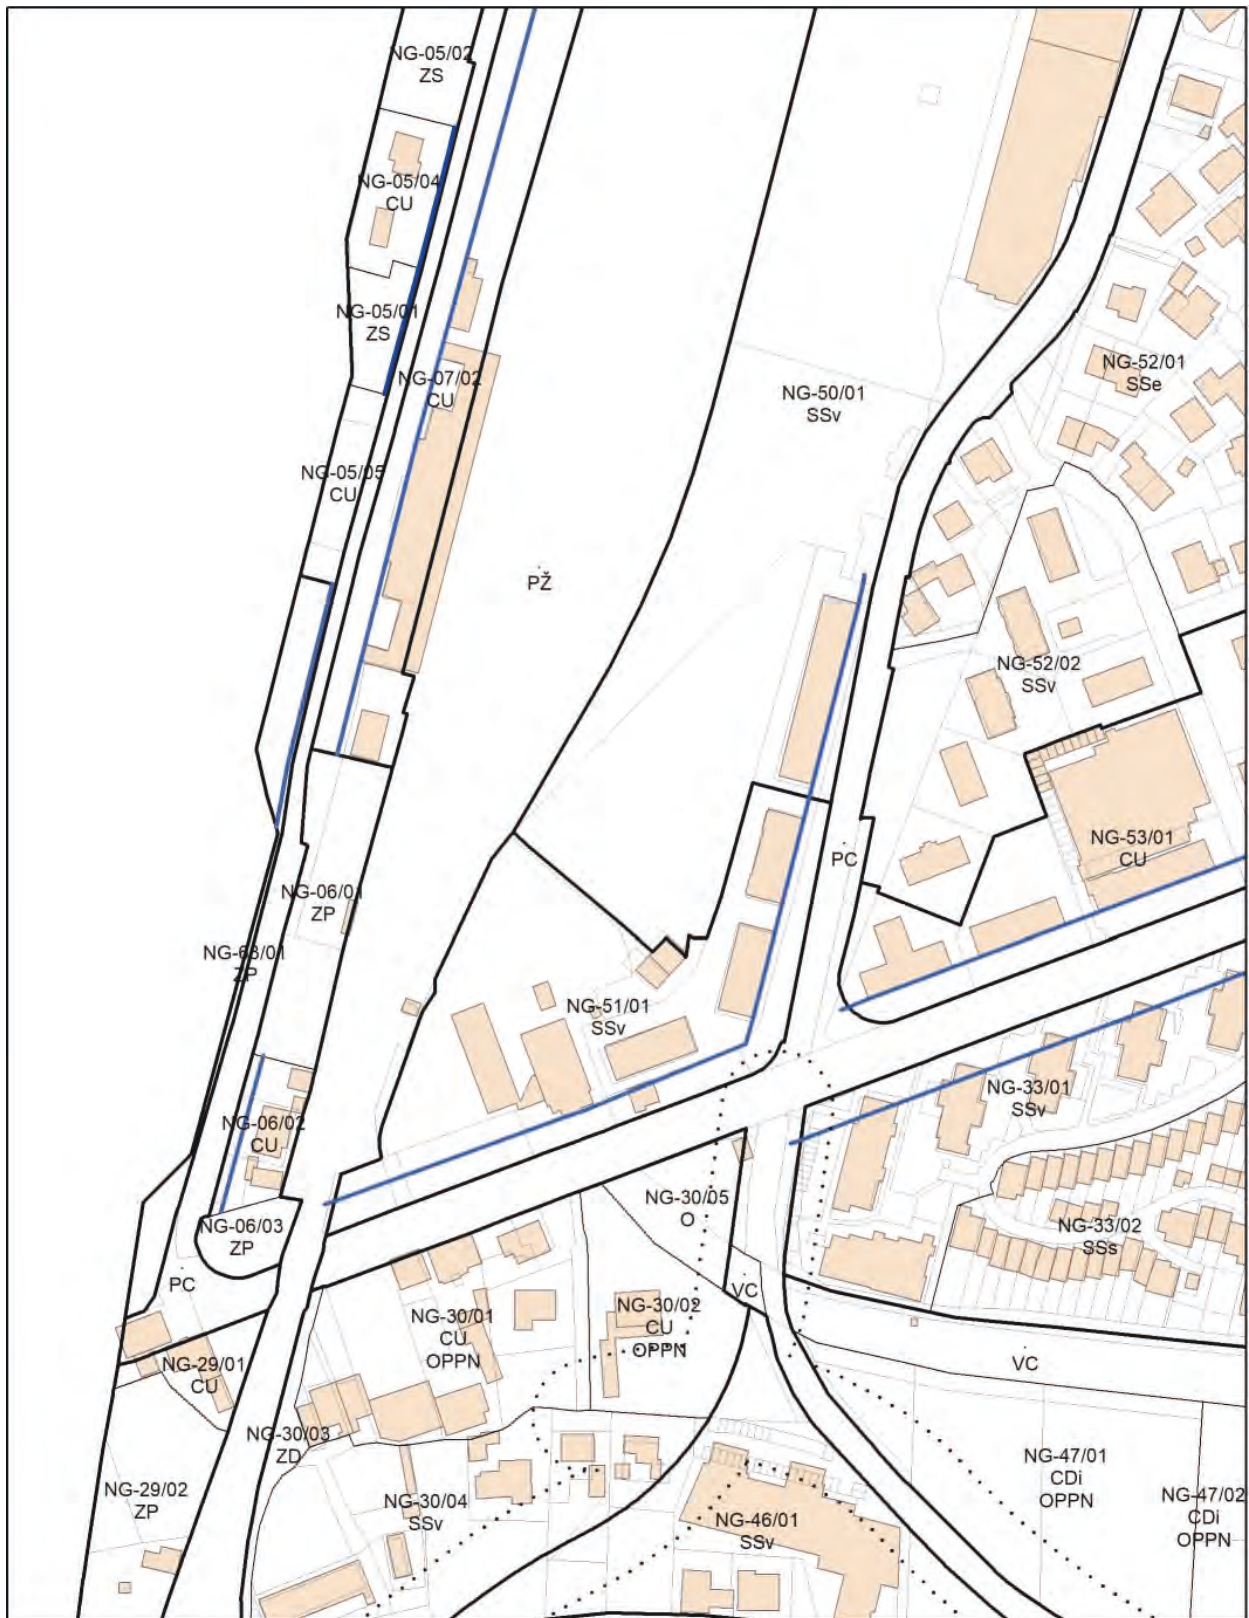 NG-05/02
ZS
NG-05/04
CU
NG-05/01
ZS
NG-07/02
CU
NG-52/01
SSe
NG-50/01
SSv
NG-05/05
CU
PŽ
NG-52/02
SSv
PC
NG-53/01
CU
NG-06/01
ZP
NG-63/01
ZP
NG-51/01
SSv
NG-33/01
SSv
NG-06/02
CU
NG-30/05
O
NG-06/03
ZP
NG-33/02
SSs
PC
VC
NG-30/01
CU
OPPN
NG-30/02
CU
OPPN
VC
NG-29/01
CU
NG-30/03
ZD
NG-47/01
CDi
OPPN
NG-29/02
ZP
NG-30/04
SSv
NG-47/02
CDi
OPPN
NG-46/01
SSv